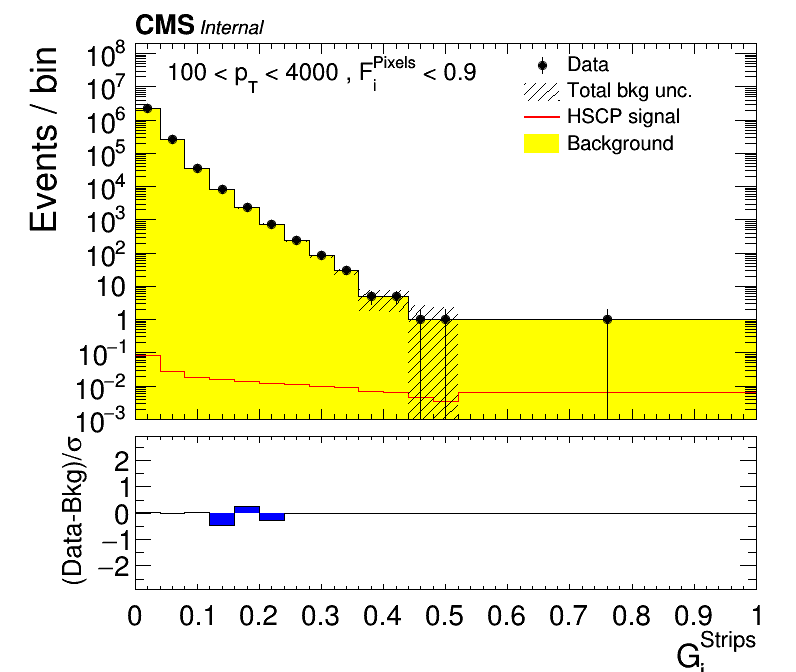 CMS Internal
100 < p_T < 4000 , F_i^Pixels < 0.9
Data
Total bkg unc.
HSCP signal
Background
Events / bin
10^8
10^7
10^6
10^5
10^4
10^3
10^2
10
1
10^−1
10^−2
10^−3
(Data-Bkg)/σ
2
1
0
−1
−2
0 0.1 0.2 0.3 0.4 0.5 0.6 0.7 0.8 0.9 1
G_i^Strips